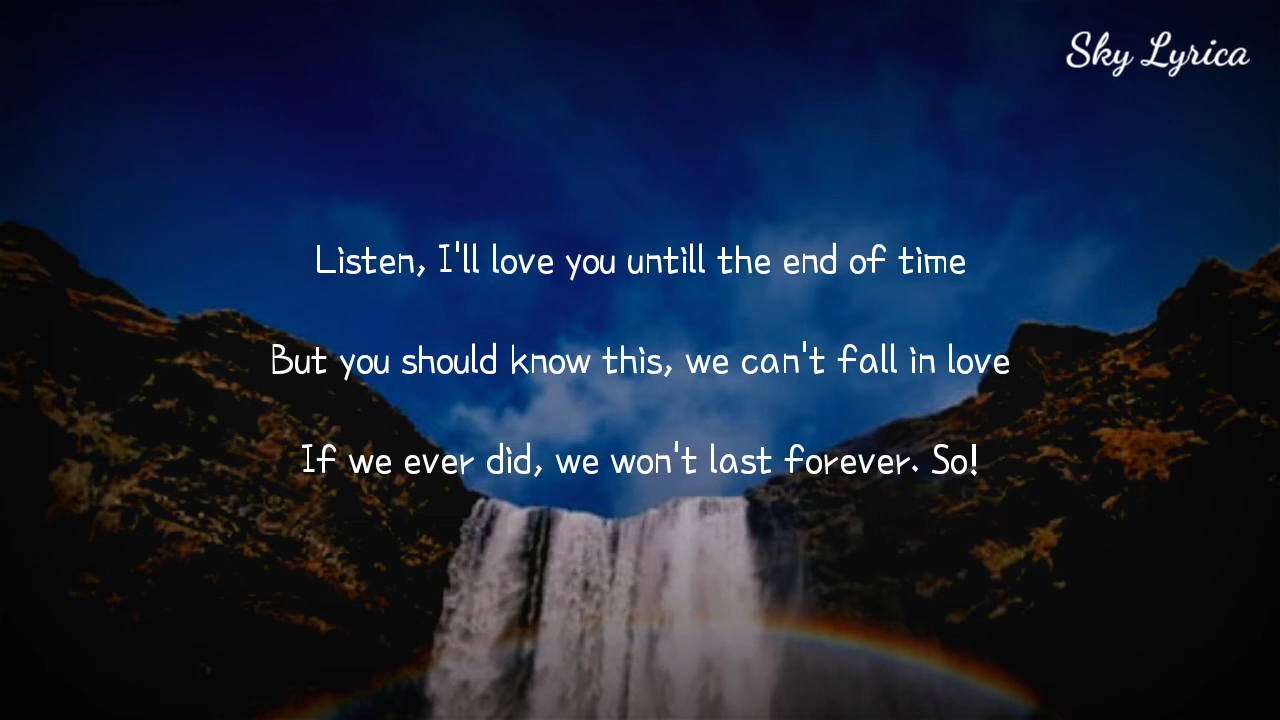 Sky Lyrica
Listen, I'll love you untill the end of time
But you should know this, we can't fall in love
If we ever did, we won't last forever. So!